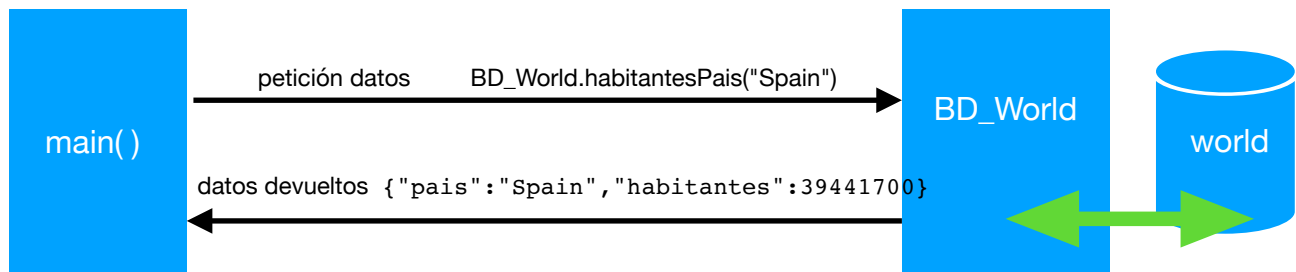 main( )
petición datos BD_World.habitantesPais("Spain")
datos devueltos {"pais":"Spain","habitantes":39441700}
BD_World
world